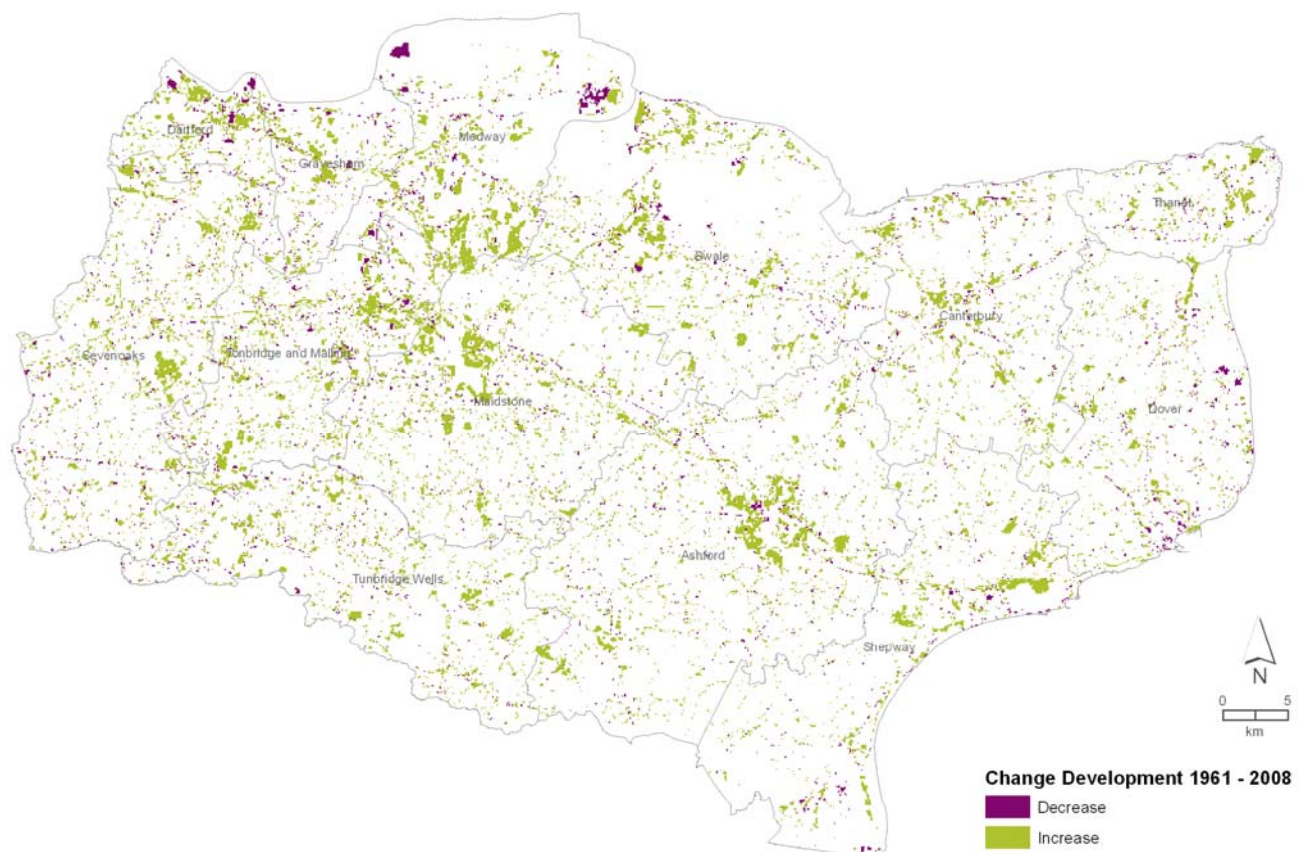 Dartford
Gravesham
Medway
Thanet
Swale
Canterbury
Sevenoaks
Tonbridge and Malling
Maidstone
Dover
Ashford
Tunbridge Wells
Shepway
N
0 5
km
Change Development 1961 - 2008
Decrease
Increase